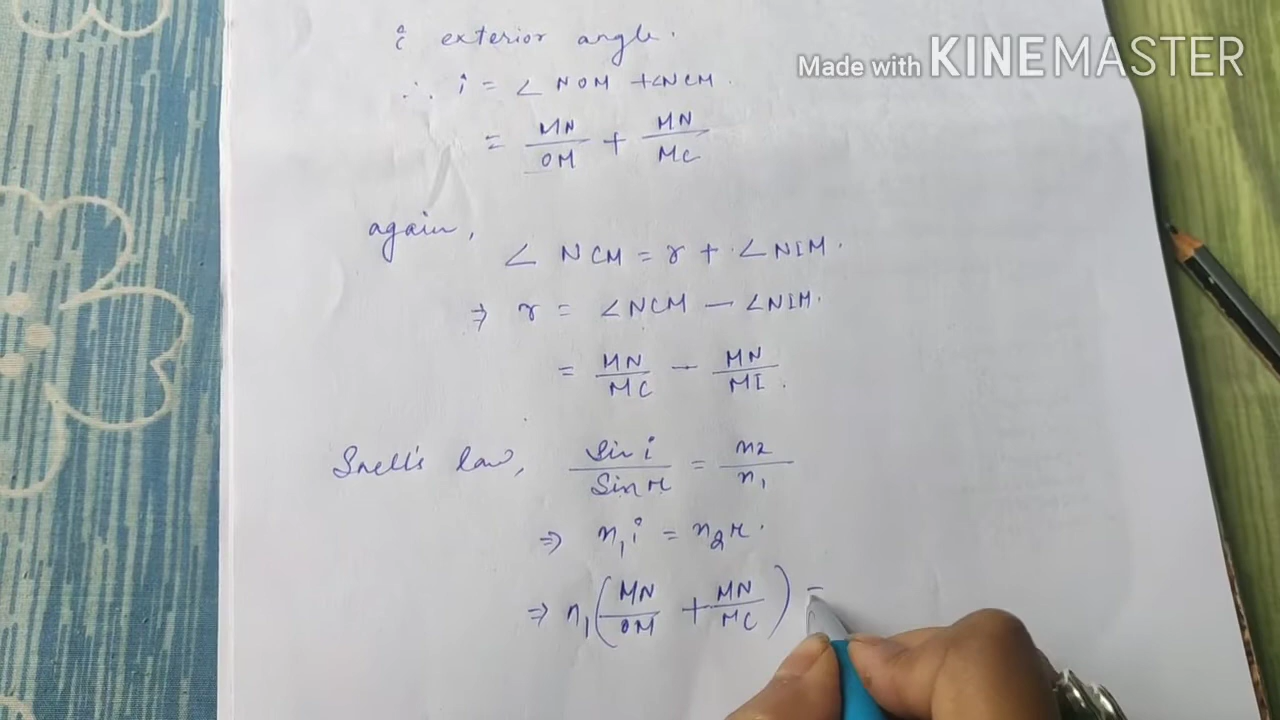 i exterior angle.
Made with KINEMASTER
∴ i = ∠ NOM + ∠NCM.
= MN/OM + MN/MC
again,
∠ NCM = r + ∠NIM.
⇒ r = ∠NCM − ∠NIM.
= MN/MC − MN/MI.
Snell's law, Sin i/Sin r = n2/n1
⇒ n1 i = n2 r.
⇒ n1(MN/OM + MN/MC) =